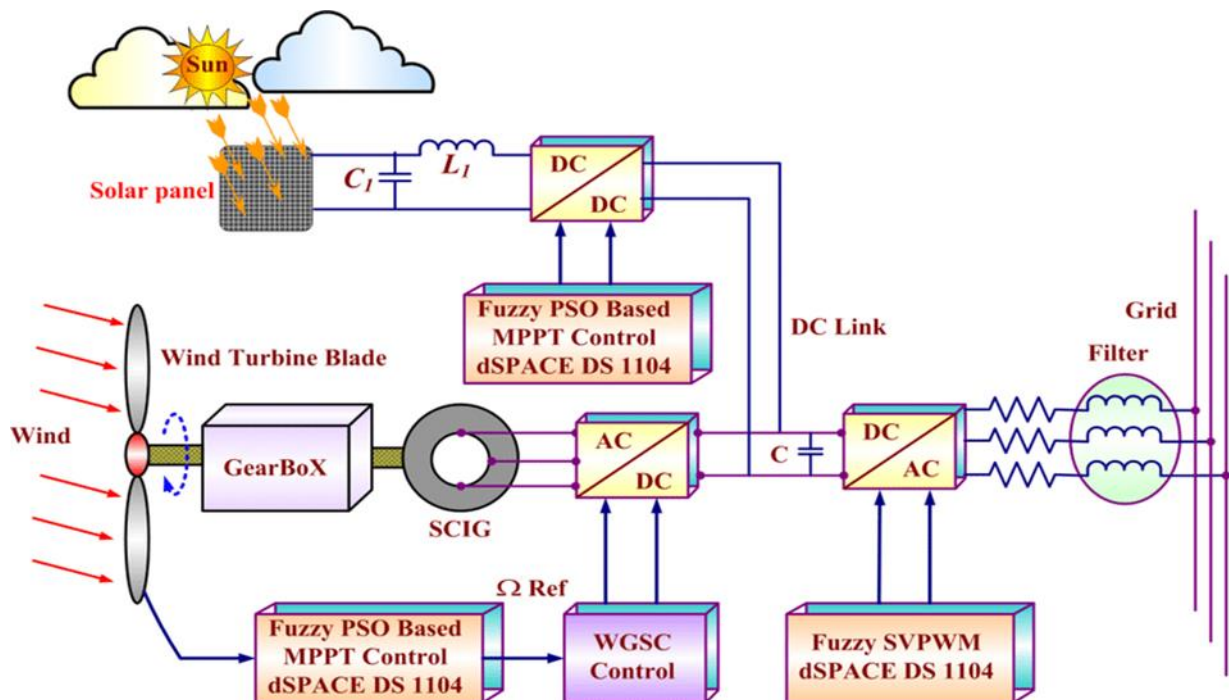 Sun
Solar panel
C1
L1
DC
DC
Fuzzy PSO Based
MPPT Control
dSPACE DS 1104
DC Link
Grid
Filter
Wind Turbine Blade
Wind
GearBoX
SCIG
AC
DC
C
DC
AC
Ω Ref
Fuzzy PSO Based
MPPT Control
dSPACE DS 1104
WGSC
Control
Fuzzy SVPWM
dSPACE DS 1104